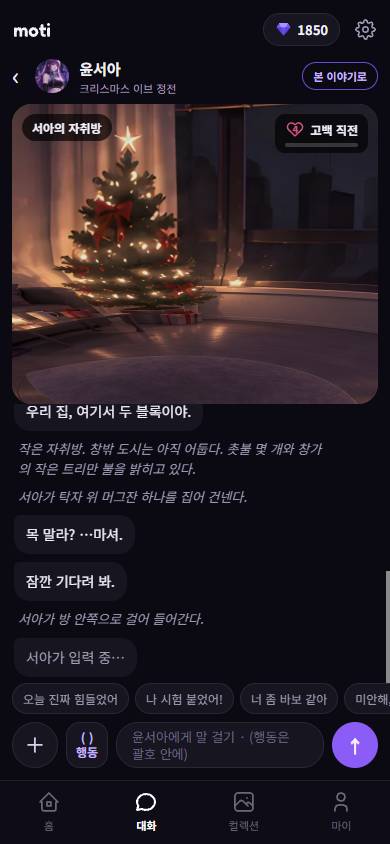 moti
1850
윤서아
크리스마스 이브 정전
본 이야기로
서아의 자취방
4 고백 직전
우리 집, 여기서 두 블록이야.
작은 자취방. 창밖 도시는 아직 어둡다. 촛불 몇 개와 창가
의 작은 트리만 불을 밝히고 있다.
서아가 탁자 위 머그잔 하나를 집어 건넨다.
목 말라? …마셔.
잠깐 기다려 봐.
서아가 방 안쪽으로 걸어 들어간다.
서아가 입력 중…
오늘 진짜 힘들었어
나 시험 붙었어!
너 좀 바보 같아
미안해,
( )
행동
윤서아에게 말 걸기 · (행동은
괄호 안에)
홈
대화
컬렉션
마이